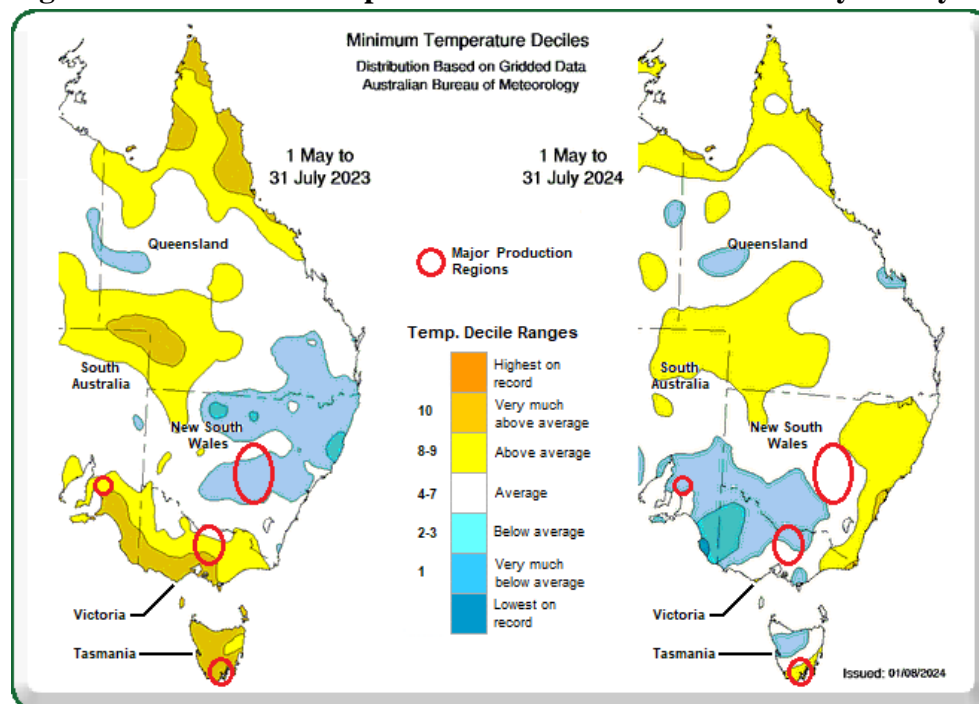 Minimum Temperature Deciles
Distribution Based on Gridded Data
Australian Bureau of Meteorology
1 May to
31 July 2023
1 May to
31 July 2024
Queensland
Queensland
Major Production
Regions
Temp. Decile Ranges
Highest on
record
10
Very much
above average
8-9
Above average
4-7
Average
2-3
Below average
1
Very much
below average
Lowest on
record
South
Australia
South
Australia
New South
Wales
New South
Wales
Victoria
Victoria
Tasmania
Tasmania
Issued: 01/08/2024